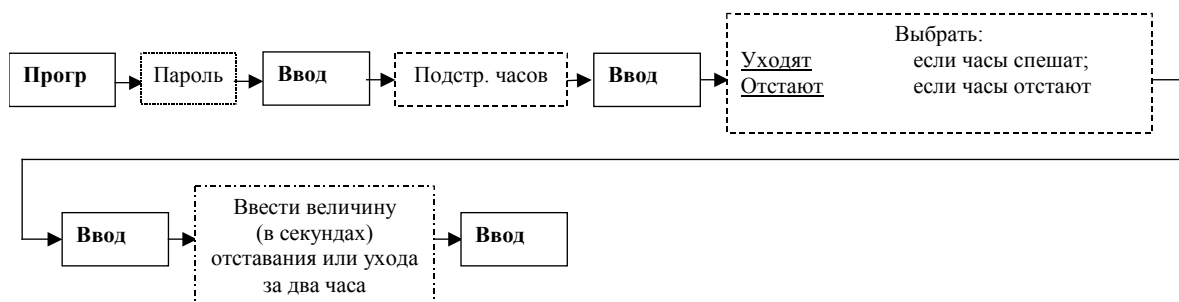 Прогр
Пароль
Ввод
Подстр. часов
Ввод
Выбрать:
Уходят если часы спешат;
Отстают если часы отстают
Ввод
Ввести величину
(в секундах)
отставания или ухода
за два часа
Ввод